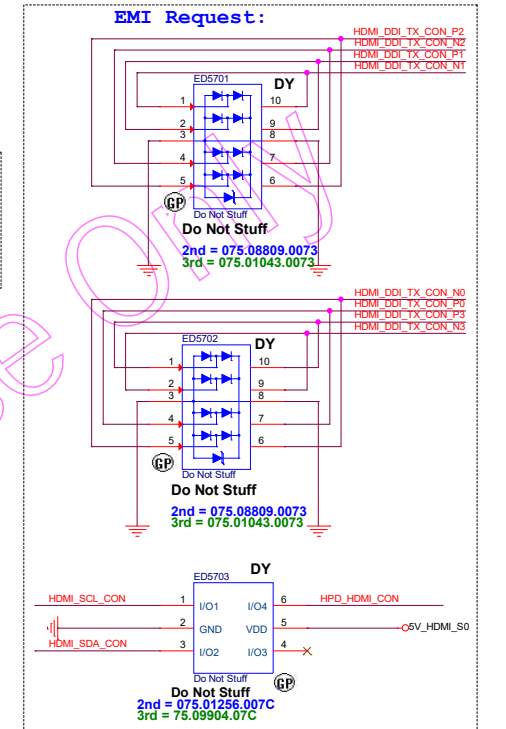 EMI Request:
HDMI_DDI_TX_CON_P2
HDMI_DDI_TX_CON_N2
HDMI_DDI_TX_CON_P1
HDMI_DDI_TX_CON_N1
ED5701
DY
1 10
2 9
3 8
4 7
5 6
GP
Do Not Stuff
Do Not Stuff
2nd = 075.08809.0073
3rd = 075.01043.0073
HDMI_DDI_TX_CON_N0
HDMI_DDI_TX_CON_P0
HDMI_DDI_TX_CON_P3
HDMI_DDI_TX_CON_N3
ED5702
DY
1 10
2 9
3 8
4 7
5 6
GP
Do Not Stuff
Do Not Stuff
2nd = 075.08809.0073
3rd = 075.01043.0073
ED5703
DY
HDMI_SCL_CON 1 I/O1 I/O4 6 HPD_HDMI_CON
2 GND VDD 5 5V_HDMI_S0
HDMI_SDA_CON 3 I/O2 I/O3 4
Do Not Stuff
GP
Do Not Stuff
2nd = 075.01256.007C
3rd = 75.09904.07C